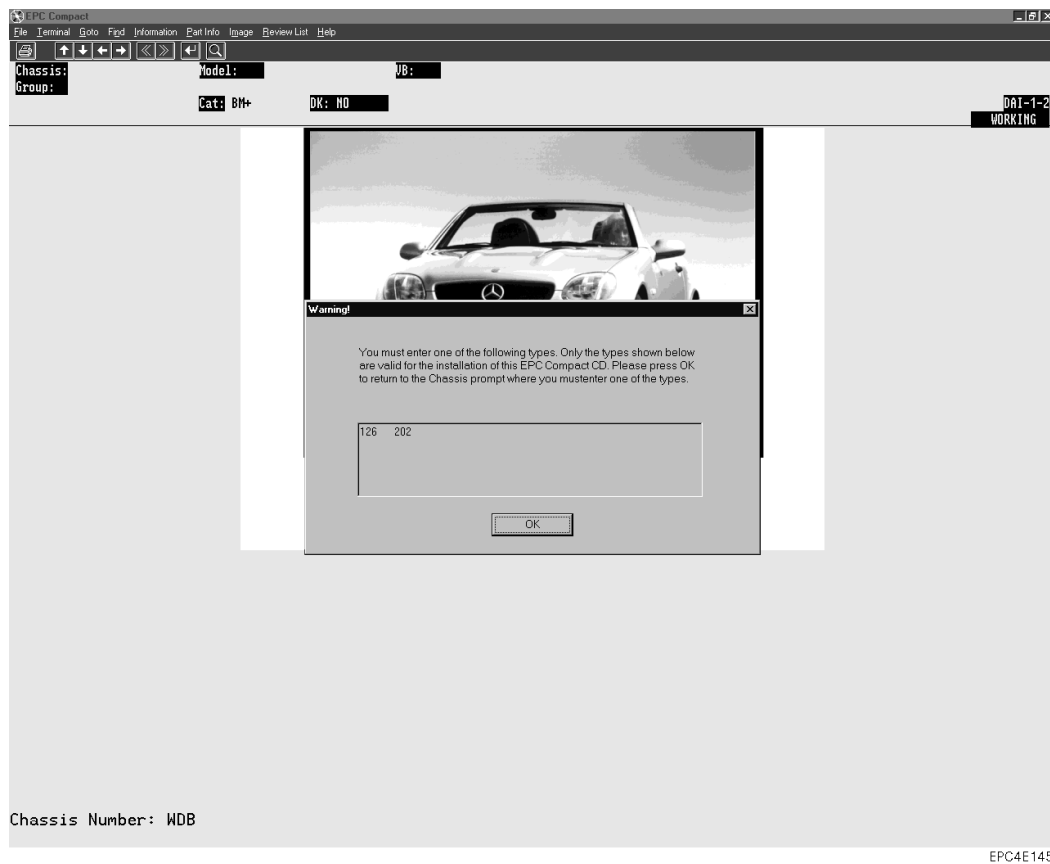 EPC Compact
File Terminal Goto Find Information Part Info Image Review List Help
Chassis: Model: VB:
Group:
Cat: BM+ DK: NO DAI-1-2
WORKING
Warning!
You must enter one of the following types. Only the types shown below
are valid for the installation of this EPC Compact CD. Please press OK
to return to the Chassis prompt where you mustenter one of the types.
126 202
OK
Chassis Number: WDB
EPC4E145